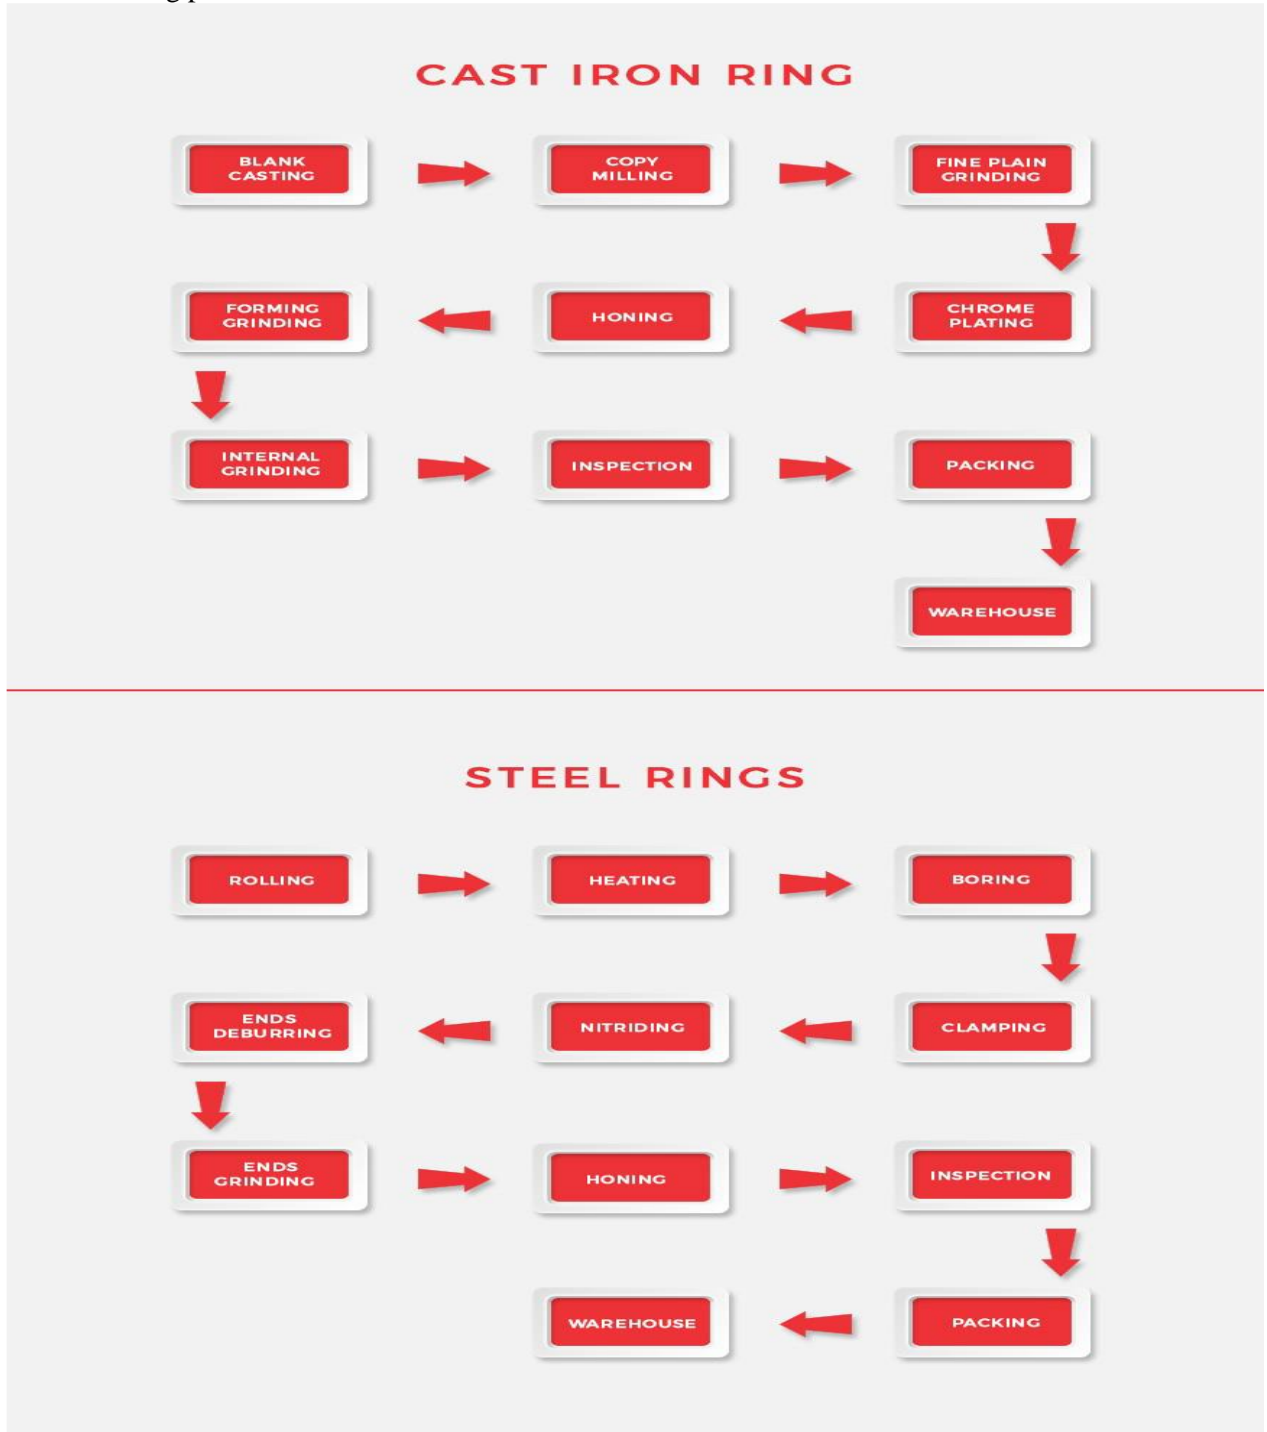 CAST IRON RING
BLANK
CASTING
COPY
MILLING
FINE PLAIN
GRINDING
CHROME
PLATING
HONING
FORMING
GRINDING
INTERNAL
GRINDING
INSPECTION
PACKING
WAREHOUSE
STEEL RINGS
ROLLING
HEATING
BORING
CLAMPING
NITRIDING
ENDS
DEBURRING
ENDS
GRINDING
HONING
INSPECTION
PACKING
WAREHOUSE